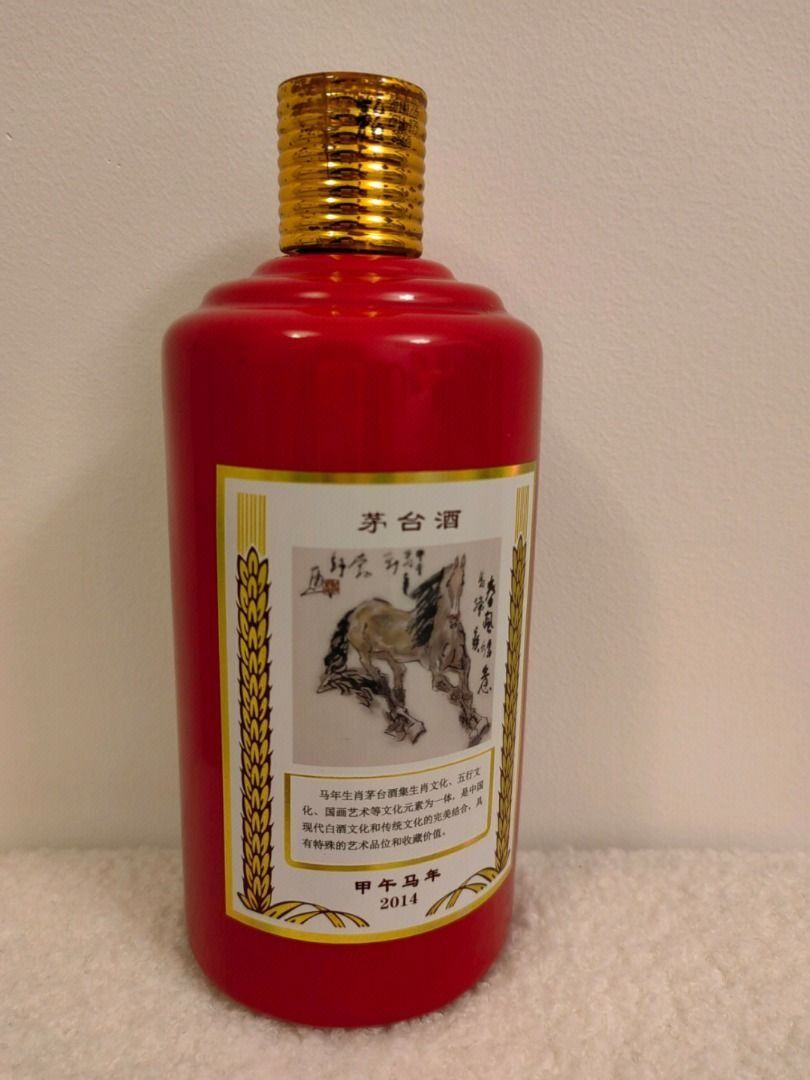 茅台酒
马年生肖茅台酒集生肖文化、五行文
化、国画艺术等文化元素为一体，是中国
现代白酒文化和传统文化的完美结合，具
有特殊的艺术品位和收藏价值。
甲午马年
2014